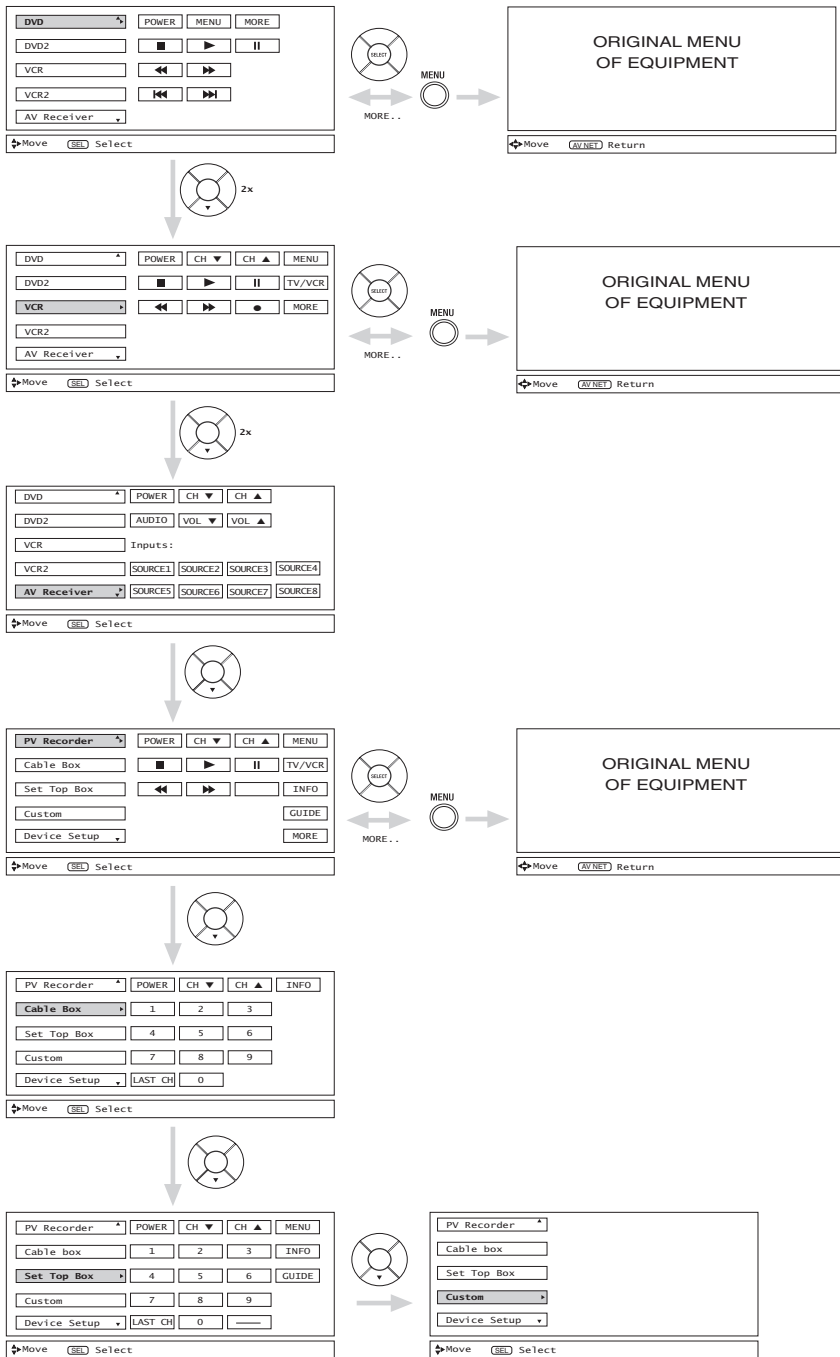 DVD POWER MENU MORE
DVD2
VCR
VCR2
AV Receiver
Move SEL Select
SELECT
MENU
MORE..
ORIGINAL MENU
OF EQUIPMENT
Move AV NET Return
2x
DVD POWER CH ▼ CH ▲ MENU
DVD2 TV/VCR
VCR MORE
VCR2
AV Receiver
Move SEL Select
SELECT
MENU
MORE..
ORIGINAL MENU
OF EQUIPMENT
Move AV NET Return
2x
DVD POWER CH ▼ CH ▲
DVD2 AUDIO VOL ▼ VOL ▲
VCR Inputs:
VCR2 SOURCE1 SOURCE2 SOURCE3 SOURCE4
AV Receiver SOURCE5 SOURCE6 SOURCE7 SOURCE8
Move SEL Select
PV Recorder POWER CH ▼ CH ▲ MENU
Cable Box TV/VCR
Set Top Box INFO
Custom GUIDE
Device Setup MORE
Move SEL Select
SELECT
MENU
MORE..
ORIGINAL MENU
OF EQUIPMENT
Move AV NET Return
PV Recorder POWER CH ▼ CH ▲ INFO
Cable Box 1 2 3
Set Top Box 4 5 6
Custom 7 8 9
Device Setup LAST CH 0
Move SEL Select
PV Recorder POWER CH ▼ CH ▲ MENU
Cable box 1 2 3 INFO
Set Top Box 4 5 6 GUIDE
Custom 7 8 9
Device Setup LAST CH 0 —
Move SEL Select
PV Recorder
Cable box
Set Top Box
Custom
Device Setup
Move SEL Select